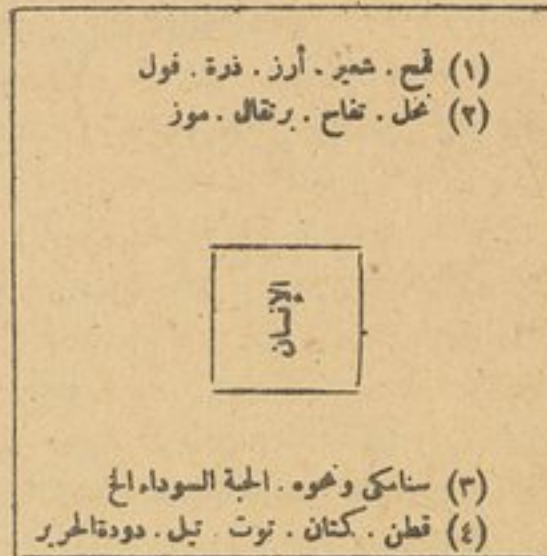 (١) قمح . شعير . أرز . ذرة . فول
(٢) نخل . تفاح . برتقال . موز
الإنسان
(٣) سنامكى ونحوه . الحبة السوداء الخ
(٤) قطن . كتان . توت . تيل . دودة الحرير